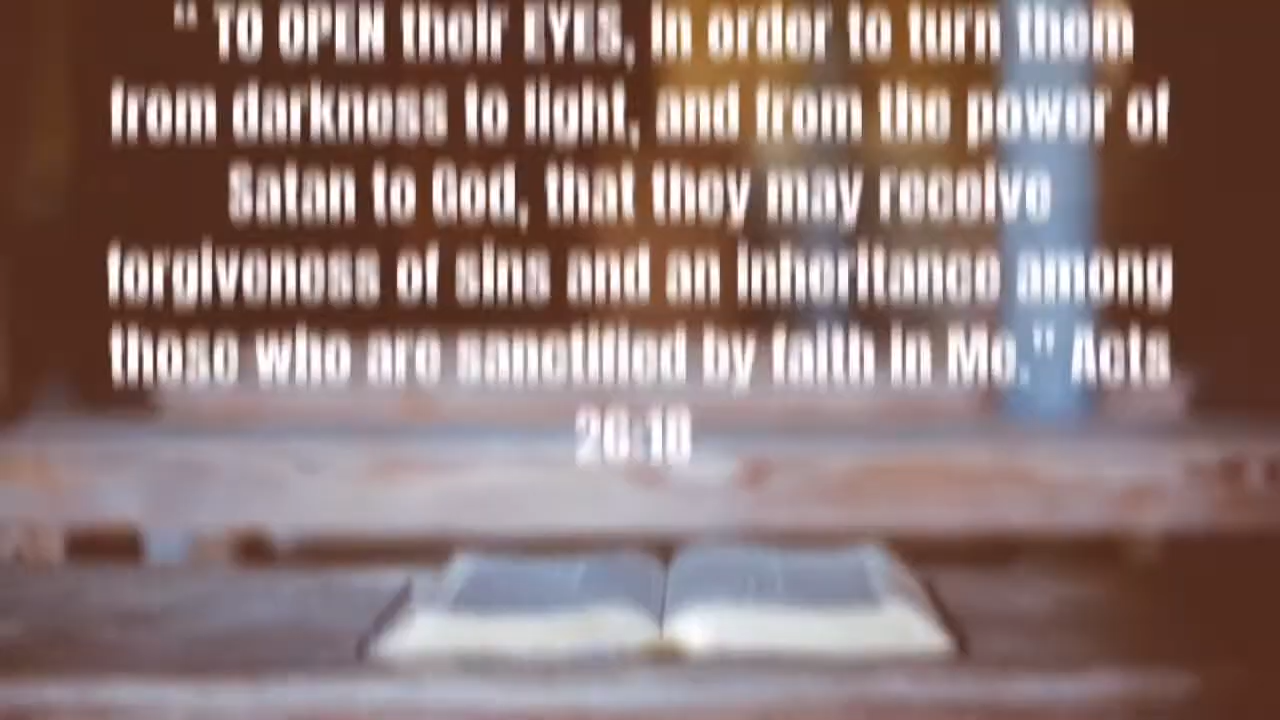 " TO OPEN their EYES, in order to turn them
from darkness to light, and from the power of
Satan to God, that they may receive
forgiveness of sins and an inheritance among
those who are sanctified by faith in Me." Acts
26:18